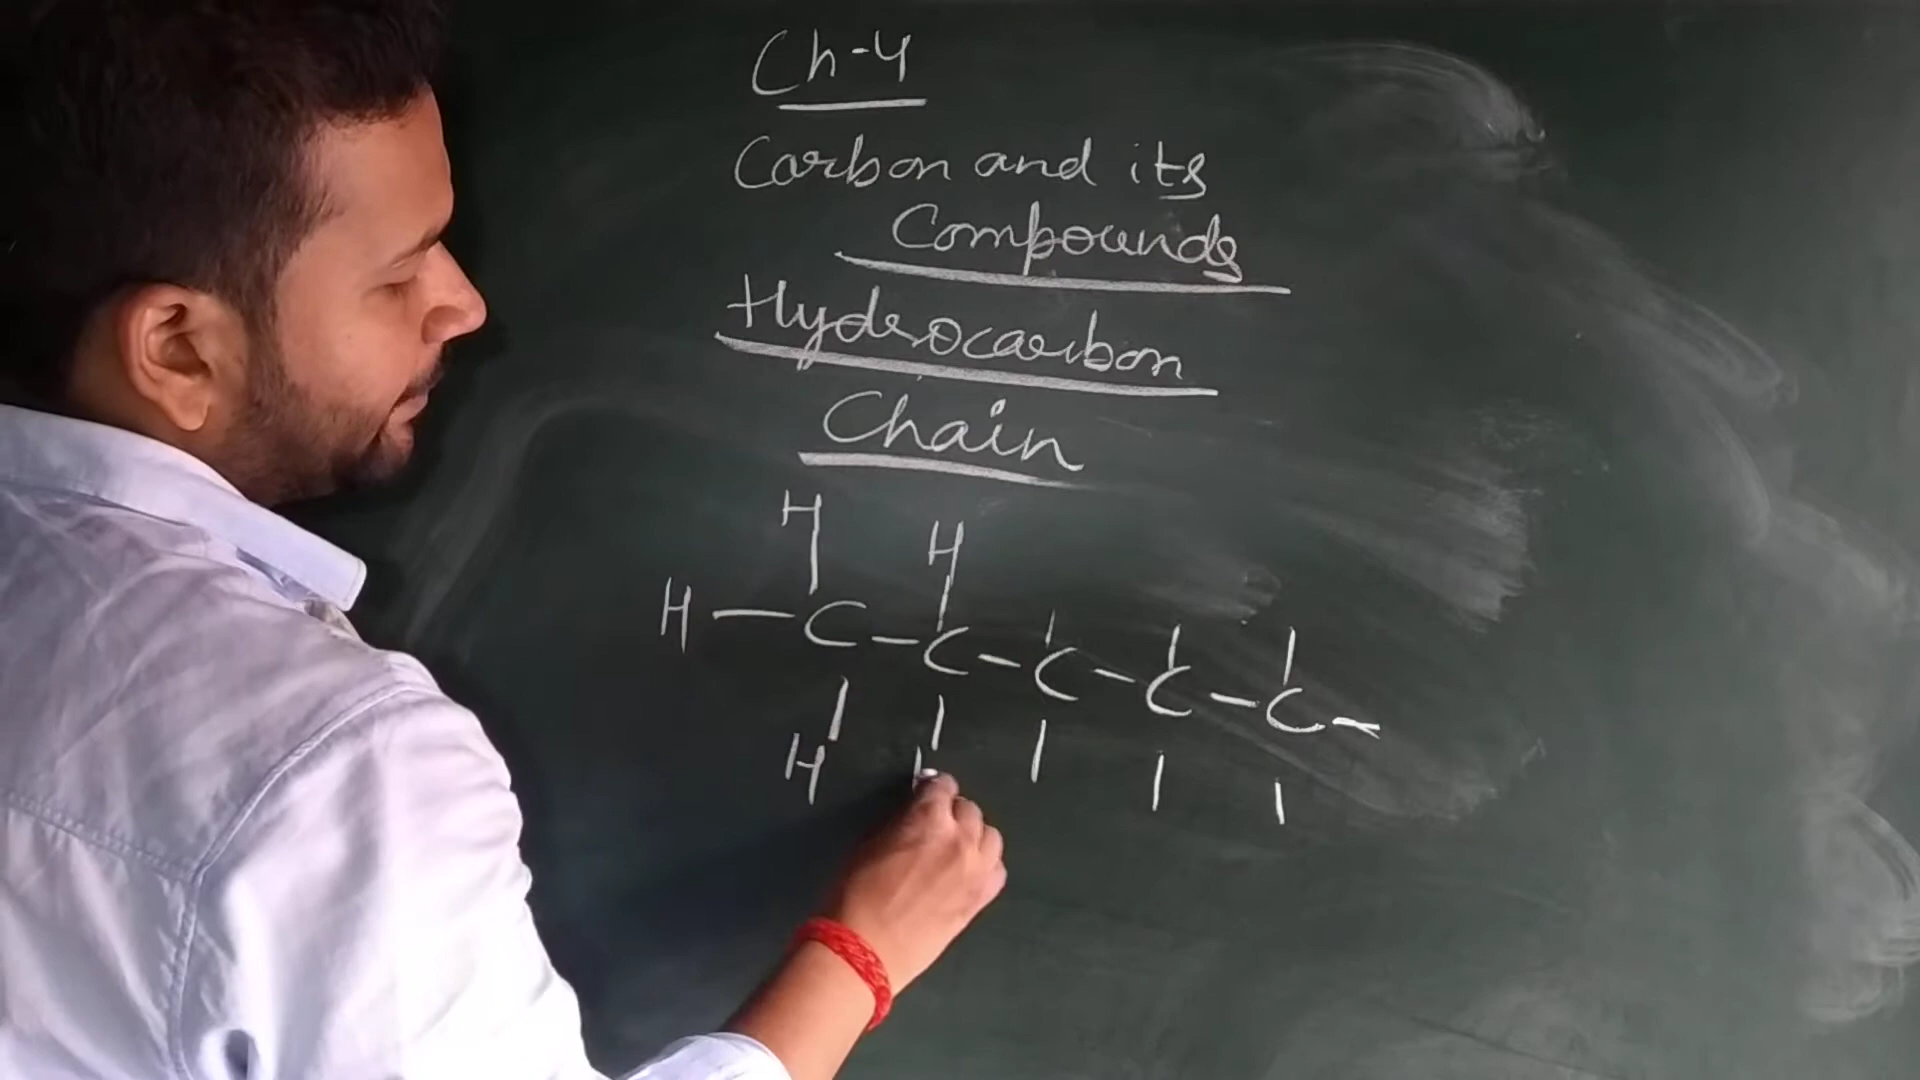 Ch-4
Carbon and its
Compounds
Hydrocarbon
Chain
H H
H-C-C-C-C-C-
H